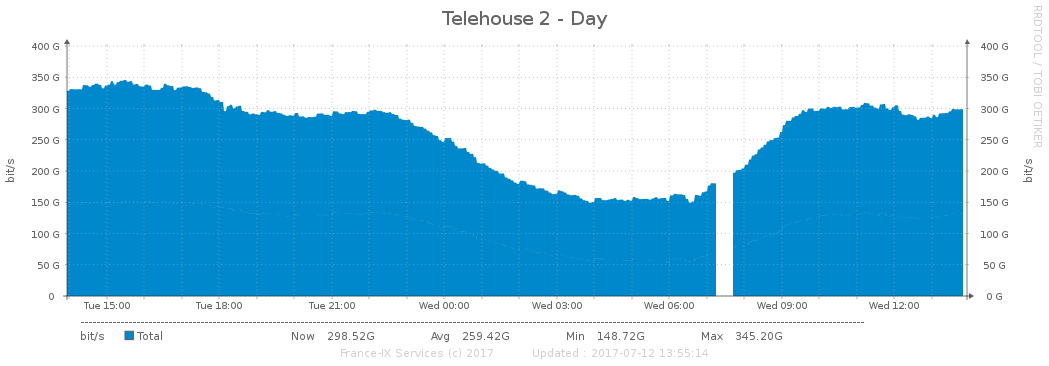 Telehouse 2 - Day
RRDTOOL / TOBI OETIKER
400 G 400 G
350 G 350 G
300 G 300 G
250 G 250 G
200 G 200 G
150 G 150 G
100 G 100 G
50 G 50 G
0 0 G
bit/s bit/s
Tue 15:00 Tue 18:00 Tue 21:00 Wed 00:00 Wed 03:00 Wed 06:00 Wed 09:00 Wed 12:00
bit/s Total Now 298.52G Avg 259.42G Min 148.72G Max 345.20G
France-IX Services (c) 2017 Updated : 2017-07-12 13:55:14